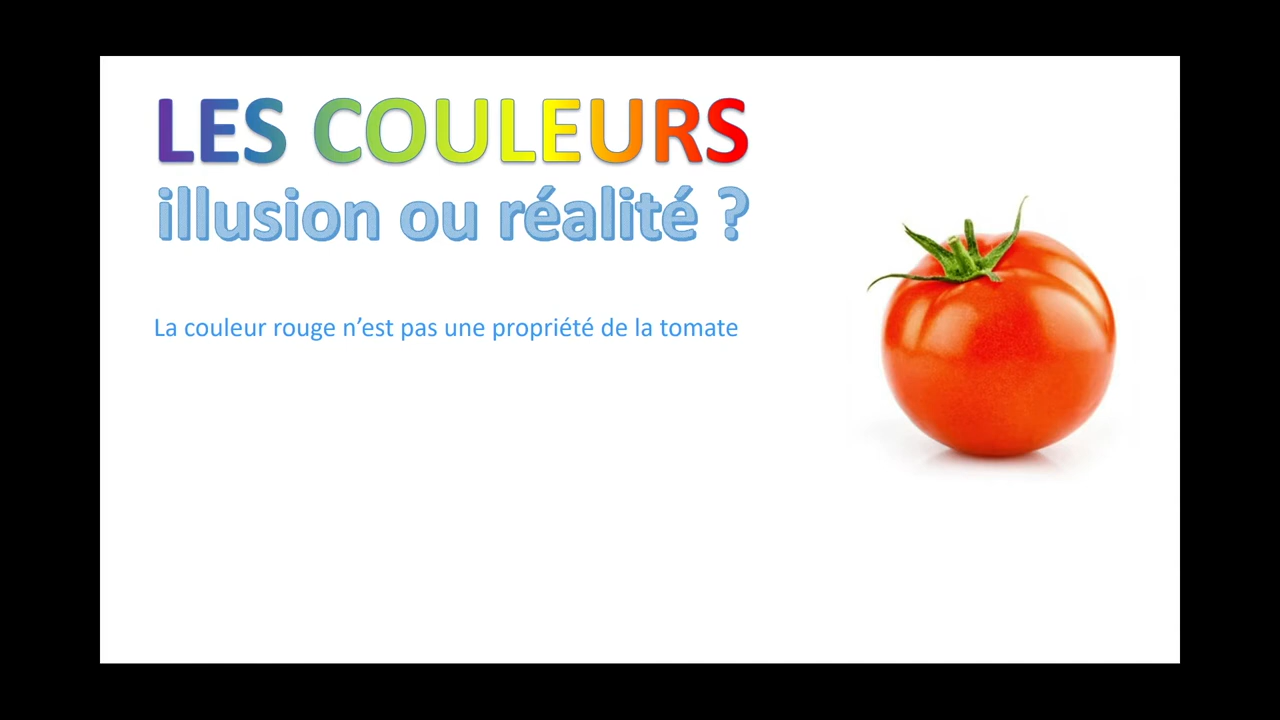 LES COULEURS
illusion ou réalité ?
La couleur rouge n’est pas une propriété de la tomate